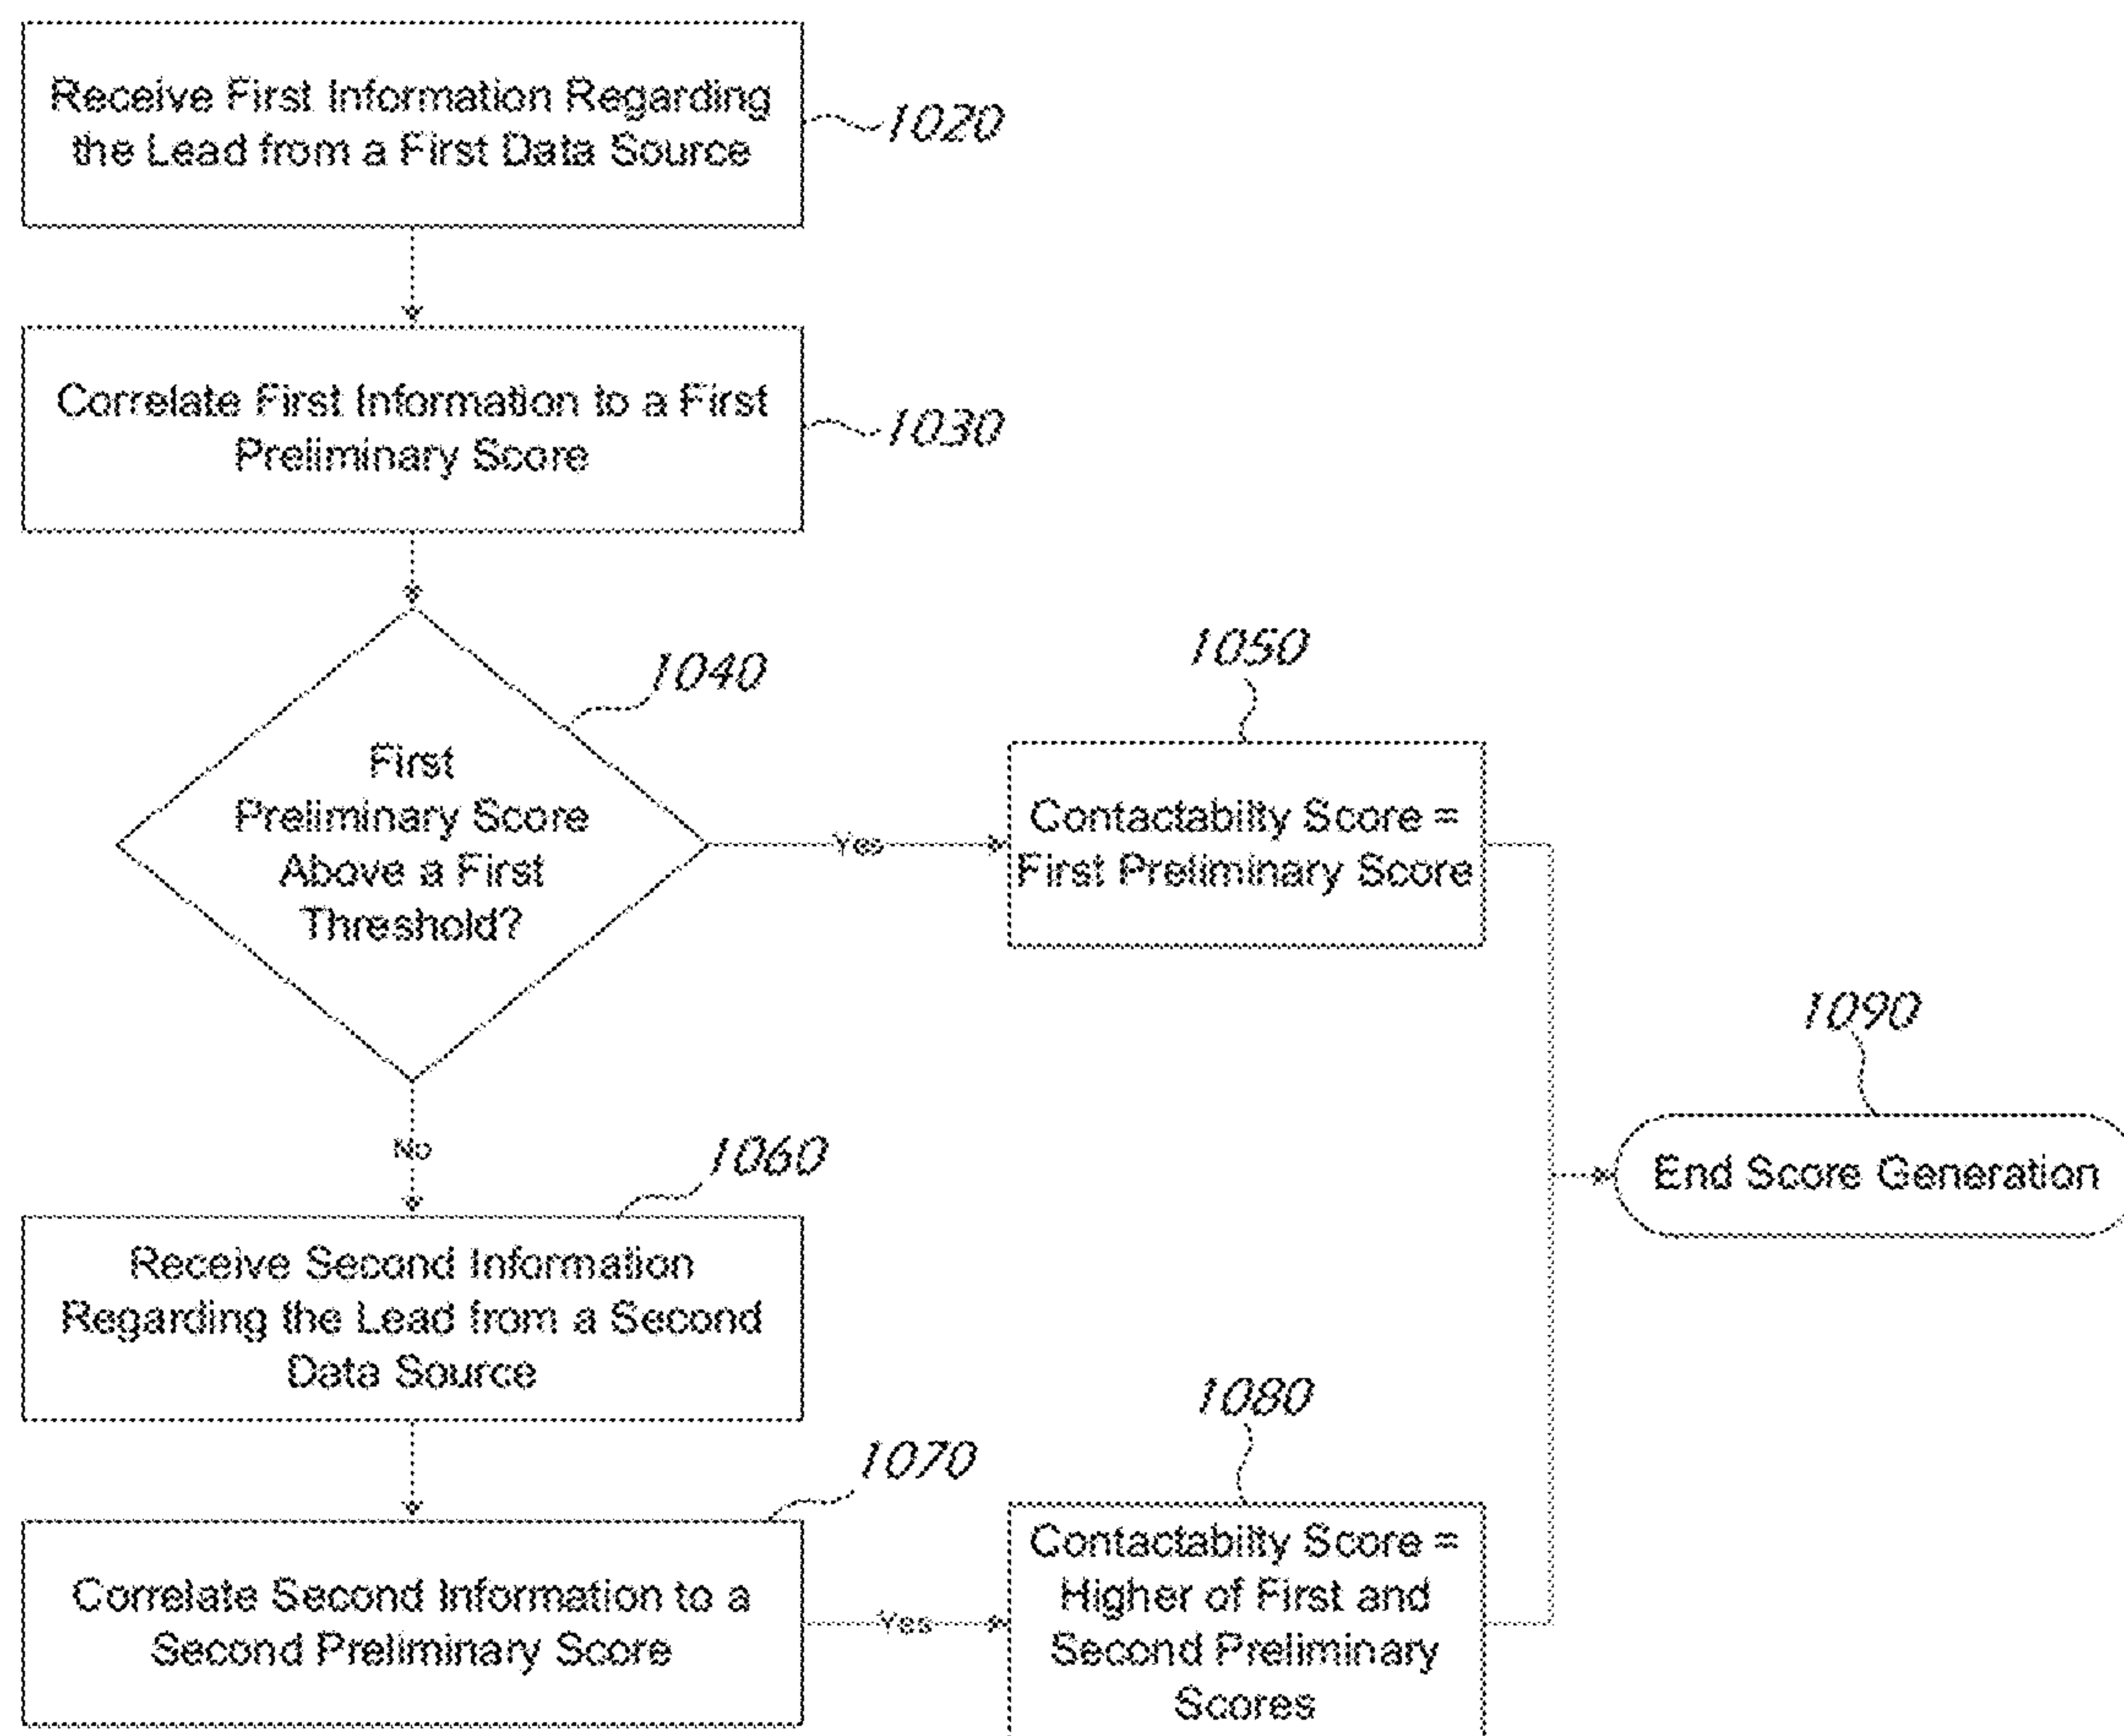 Receive First Information Regarding
the Lead from a First Data Source
1020
Correlate First Information to a First
Preliminary Score
1030
1040
First
Preliminary Score
Above a First
Threshold?
Yes
1050
Contactabilty Score =
First Preliminary Score
1090
End Score Generation
No
1060
Receive Second Information
Regarding the Lead from a Second
Data Source
1070
Correlate Second Information to a
Second Preliminary Score
Yes
1080
Contactabilty Score =
Higher of First and
Second Preliminary
Scores